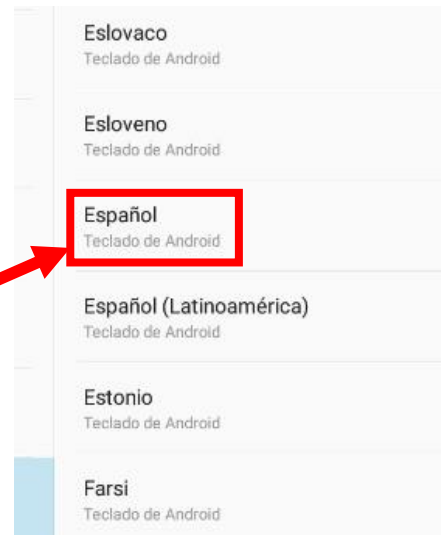 Eslovaco
Teclado de Android
Esloveno
Teclado de Android
Español
Teclado de Android
Español (Latinoamérica)
Teclado de Android
Estonio
Teclado de Android
Farsi
Teclado de Android